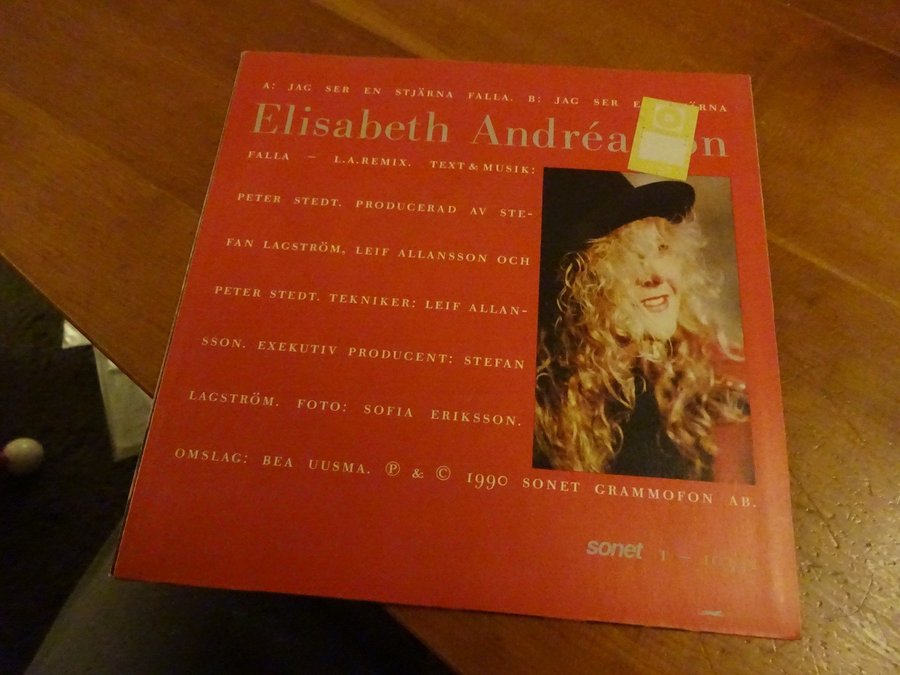 A: JAG SER EN STJÄRNA FALLA. B: JAG SER
Elisabeth
FALLA – L.A.REMIX. TEXT & MUSIK:
PETER STEDT. PRODUCERAD AV STE-
FAN LAGSTRÖM, LEIF ALLANSSON OCH
PETER STEDT. TEKNIKER: LEIF ALLAN-
SSON. EXEKUTIV PRODUCENT: STEFAN
LAGSTRÖM. FOTO: SOFIA ERIKSSON.
OMSLAG: BEA UUSMA. ℗ & © 1990 SONET GRAMMOFON AB.
sonet